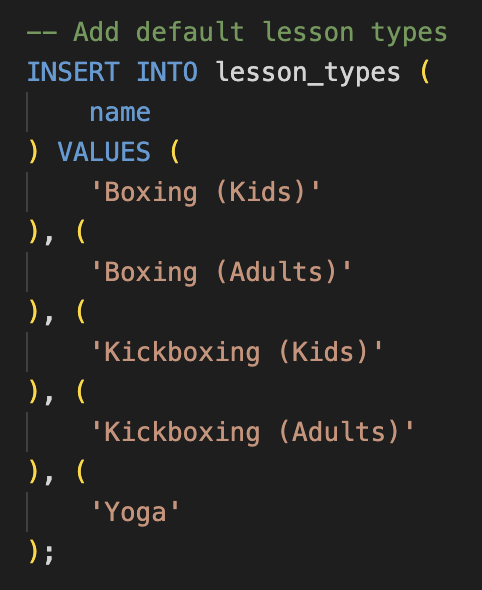 -- Add default lesson types
INSERT INTO lesson_types (
    name
) VALUES (
    'Boxing (Kids)'
), (
    'Boxing (Adults)'
), (
    'Kickboxing (Kids)'
), (
    'Kickboxing (Adults)'
), (
    'Yoga'
);